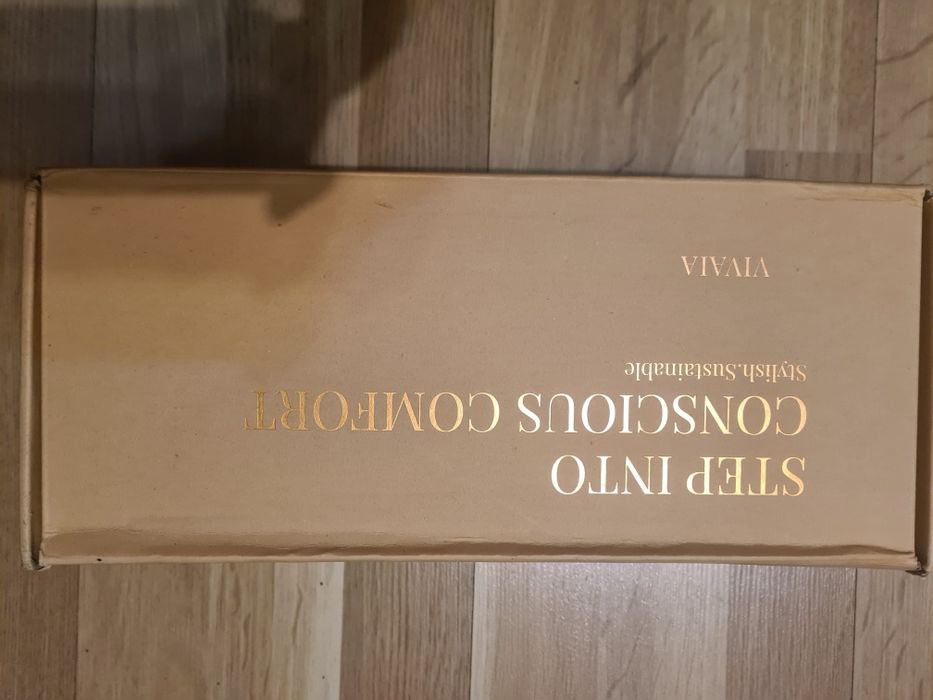 STEP INTO
CONSCIOUS COMFORT
Stylish.Sustainable
VIVAIA